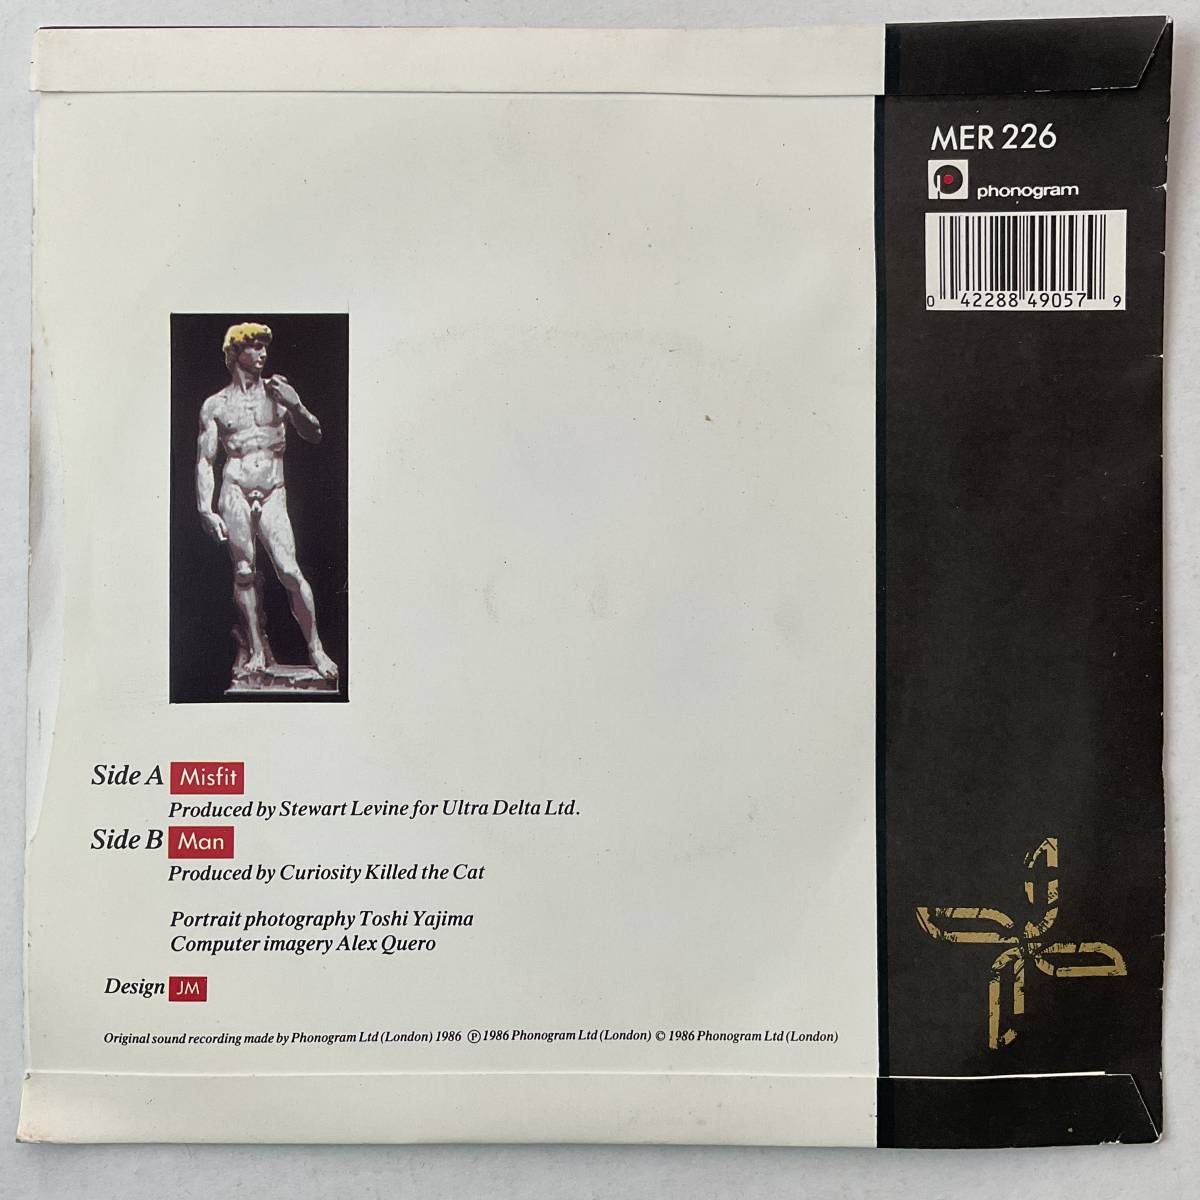 MER 226
phonogram
0 42288 49057 9
Side A Misfit
Produced by Stewart Levine for Ultra Delta Ltd.
Side B Man
Produced by Curiosity Killed the Cat
Portrait photography Toshi Yajima
Computer imagery Alex Quero
Design JM
Original sound recording made by Phonogram Ltd (London) 1986 Ⓟ 1986 Phonogram Ltd (London) © 1986 Phonogram Ltd (London)